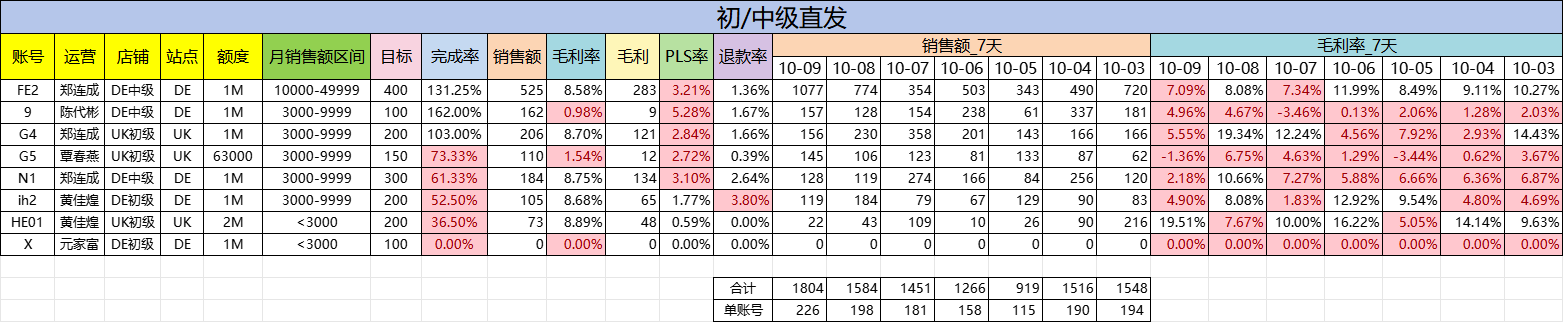 初/中级直发
账号 运营 店铺 站点 额度 月销售额区间 目标 完成率 销售额 毛利率 毛利 PLS率 退款率 销售额_7天 毛利率_7天
10-09 10-08 10-07 10-06 10-05 10-04 10-03 10-09 10-08 10-07 10-06 10-05 10-04 10-03
FE2 郑连成 DE中级 DE 1M 10000-49999 400 131.25% 525 8.58% 283 3.21% 1.36% 1077 774 354 503 343 490 720 7.09% 8.08% 7.34% 11.99% 8.49% 9.11% 10.27%
9 陈代彬 DE中级 DE 1M 3000-9999 100 162.00% 162 0.98% 9 5.28% 1.67% 157 128 154 238 61 337 181 4.96% 4.67% -3.46% 0.13% 2.06% 1.28% 2.03%
G4 郑连成 UK初级 UK 1M 3000-9999 200 103.00% 206 8.70% 121 2.84% 1.66% 156 230 358 201 143 166 166 5.55% 19.34% 12.24% 4.56% 7.92% 2.93% 14.43%
G5 覃春燕 UK初级 UK 63000 3000-9999 150 73.33% 110 1.54% 12 2.72% 0.39% 145 106 123 81 133 87 62 -1.36% 6.75% 4.63% 1.29% -3.44% 0.62% 3.67%
N1 郑连成 DE中级 DE 1M 3000-9999 300 61.33% 184 8.75% 134 3.10% 2.64% 128 119 274 166 84 256 120 2.18% 10.66% 7.27% 5.88% 6.66% 6.36% 6.87%
ih2 黄佳煌 DE初级 DE 1M 3000-9999 200 52.50% 105 8.68% 65 1.77% 3.80% 119 184 79 67 129 90 83 4.90% 8.08% 1.83% 12.92% 9.54% 4.80% 4.69%
HE01 黄佳煌 UK初级 UK 2M <3000 200 36.50% 73 8.89% 48 0.59% 0.00% 22 43 109 10 26 90 216 19.51% 7.67% 10.00% 16.22% 5.05% 14.14% 9.63%
X 元家富 DE初级 DE 1M <3000 100 0.00% 0 0.00% 0 0.00% 0.00% 0 0 0 0 0 0 0 0.00% 0.00% 0.00% 0.00% 0.00% 0.00% 0.00%
合计 1804 1584 1451 1266 919 1516 1548
单账号 226 198 181 158 115 190 194